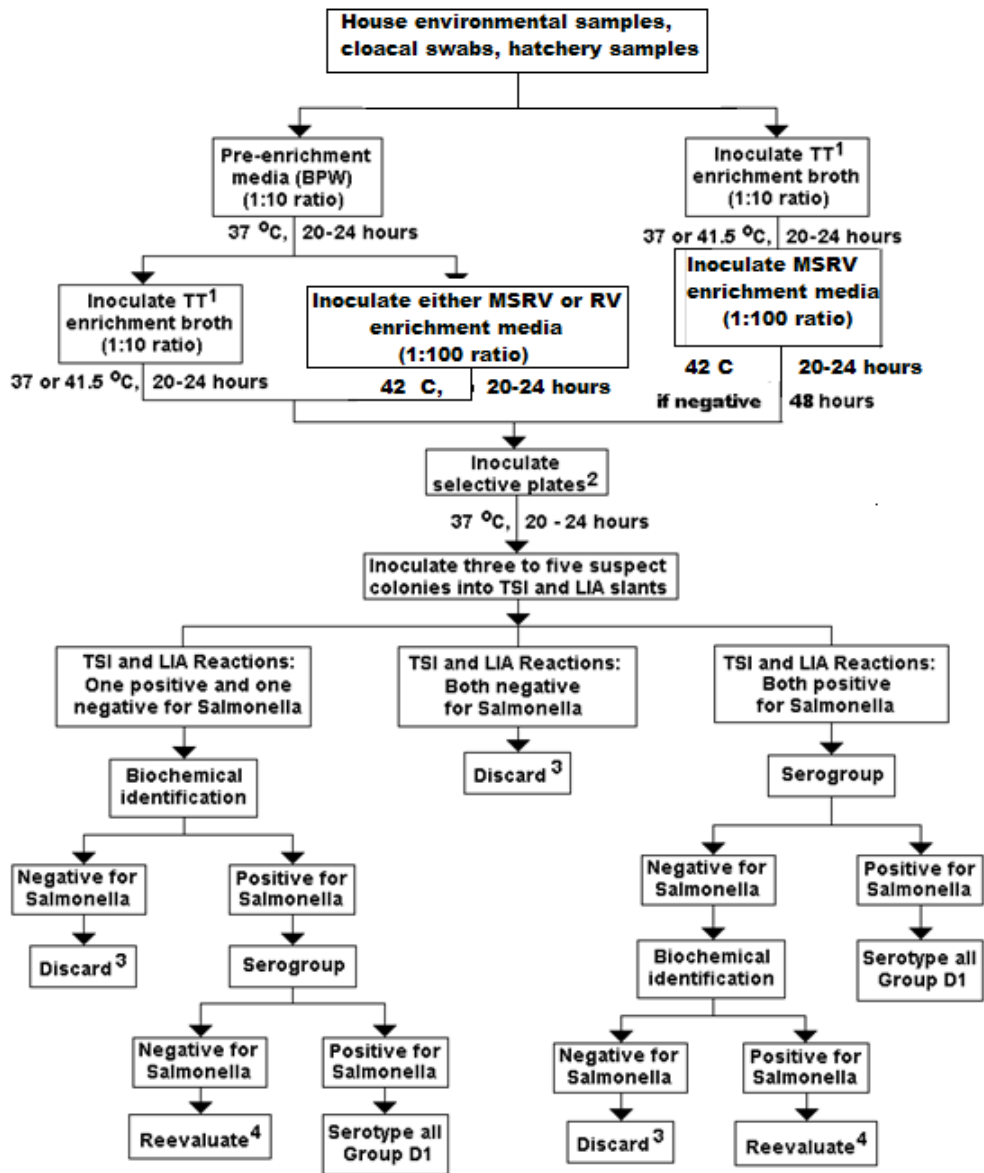 House environmental samples,
cloacal swabs, hatchery samples
Pre-enrichment
media (BPW)
(1:10 ratio)
37 °C, 20-24 hours
Inoculate TT1
enrichment broth
(1:10 ratio)
37 or 41.5 °C, 20-24 hours
Inoculate TT1
enrichment broth
(1:10 ratio)
37 or 41.5 °C, 20-24 hours
Inoculate either MSRV or RV
enrichment media
(1:100 ratio)
42 C, 20-24 hours
Inoculate MSRV
enrichment media
(1:100 ratio)
42 C 20-24 hours
if negative 48 hours
Inoculate
selective plates2
37 °C, 20 - 24 hours
Inoculate three to five suspect
colonies into TSI and LIA slants
TSI and LIA Reactions:
One positive and one
negative for Salmonella
TSI and LIA Reactions:
Both negative
for Salmonella
TSI and LIA Reactions:
Both positive
for Salmonella
Biochemical
identification
Discard 3
Serogroup
Negative for
Salmonella
Positive for
Salmonella
Negative for
Salmonella
Positive for
Salmonella
Discard 3
Serogroup
Biochemical
identification
Serotype all
Group D1
Negative for
Salmonella
Positive for
Salmonella
Negative for
Salmonella
Positive for
Salmonella
Reevaluate4
Serotype all
Group D1
Discard 3
Reevaluate4